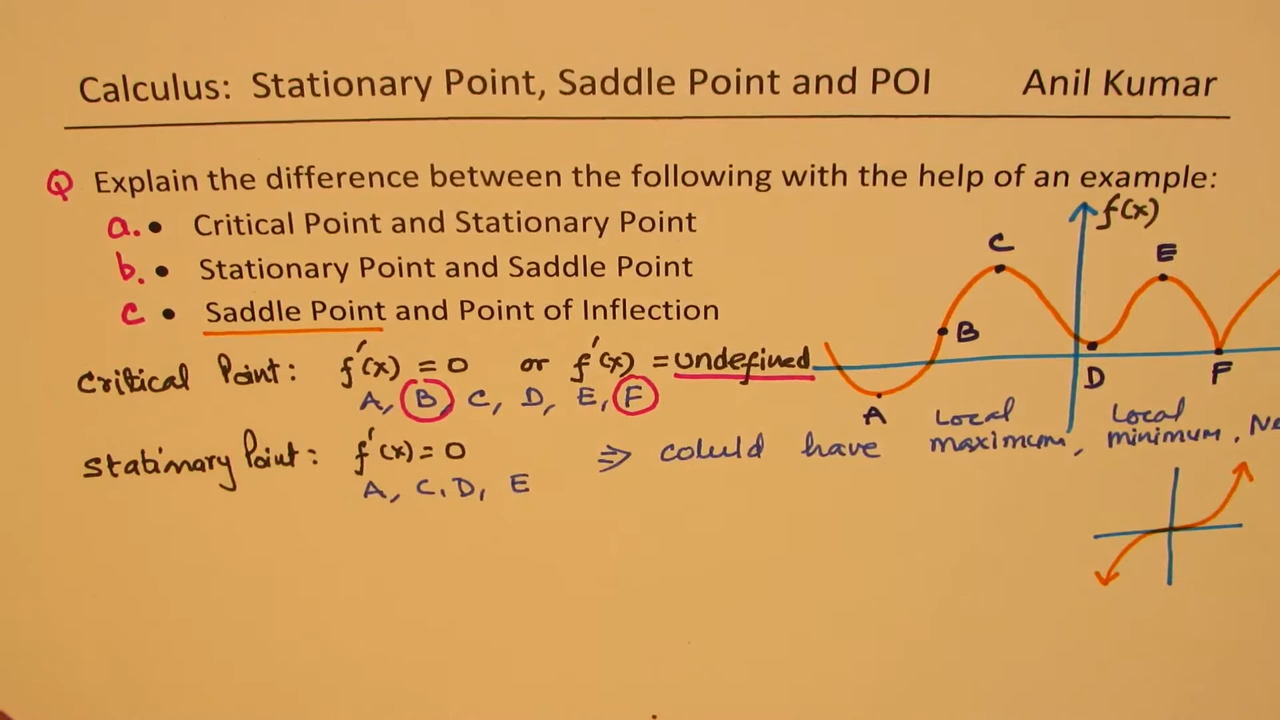 Calculus: Stationary Point, Saddle Point and POI Anil Kumar
Q Explain the difference between the following with the help of an example:
a. • Critical Point and Stationary Point
b. • Stationary Point and Saddle Point
c • Saddle Point and Point of Inflection
f(x)
C
E
B
D
F
A
Critical Point: f'(x) = 0 or f'(x) = undefined
A, B, C, D, E, F
Stationary Point: f'(x) = 0 ⇒ colud have Local maximum, Local minimum, Ne
A, C, D, E